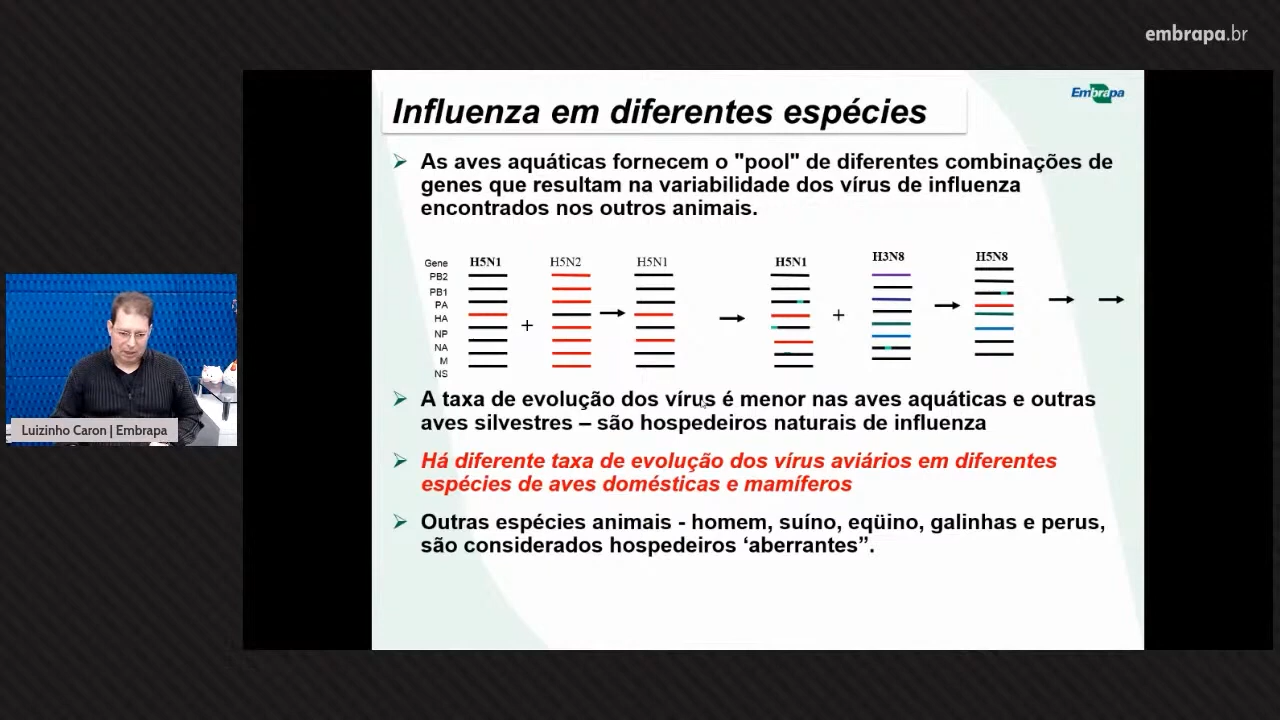 embrapa.br
Embrapa
Influenza em diferentes espécies
As aves aquáticas fornecem o "pool" de diferentes combinações de
genes que resultam na variabilidade dos vírus de influenza
encontrados nos outros animais.
Gene H5N1 H5N2 H5N1 H5N1 H3N8 H5N8
PB2
PB1
PA
HA
NP
NA
M
NS
+ +
A taxa de evolução dos vírus é menor nas aves aquáticas e outras
aves silvestres – são hospedeiros naturais de influenza
Há diferente taxa de evolução dos vírus aviários em diferentes
espécies de aves domésticas e mamíferos
Outras espécies animais - homem, suíno, eqüino, galinhas e perus,
são considerados hospedeiros ‘aberrantes”.
Luizinho Caron | Embrapa